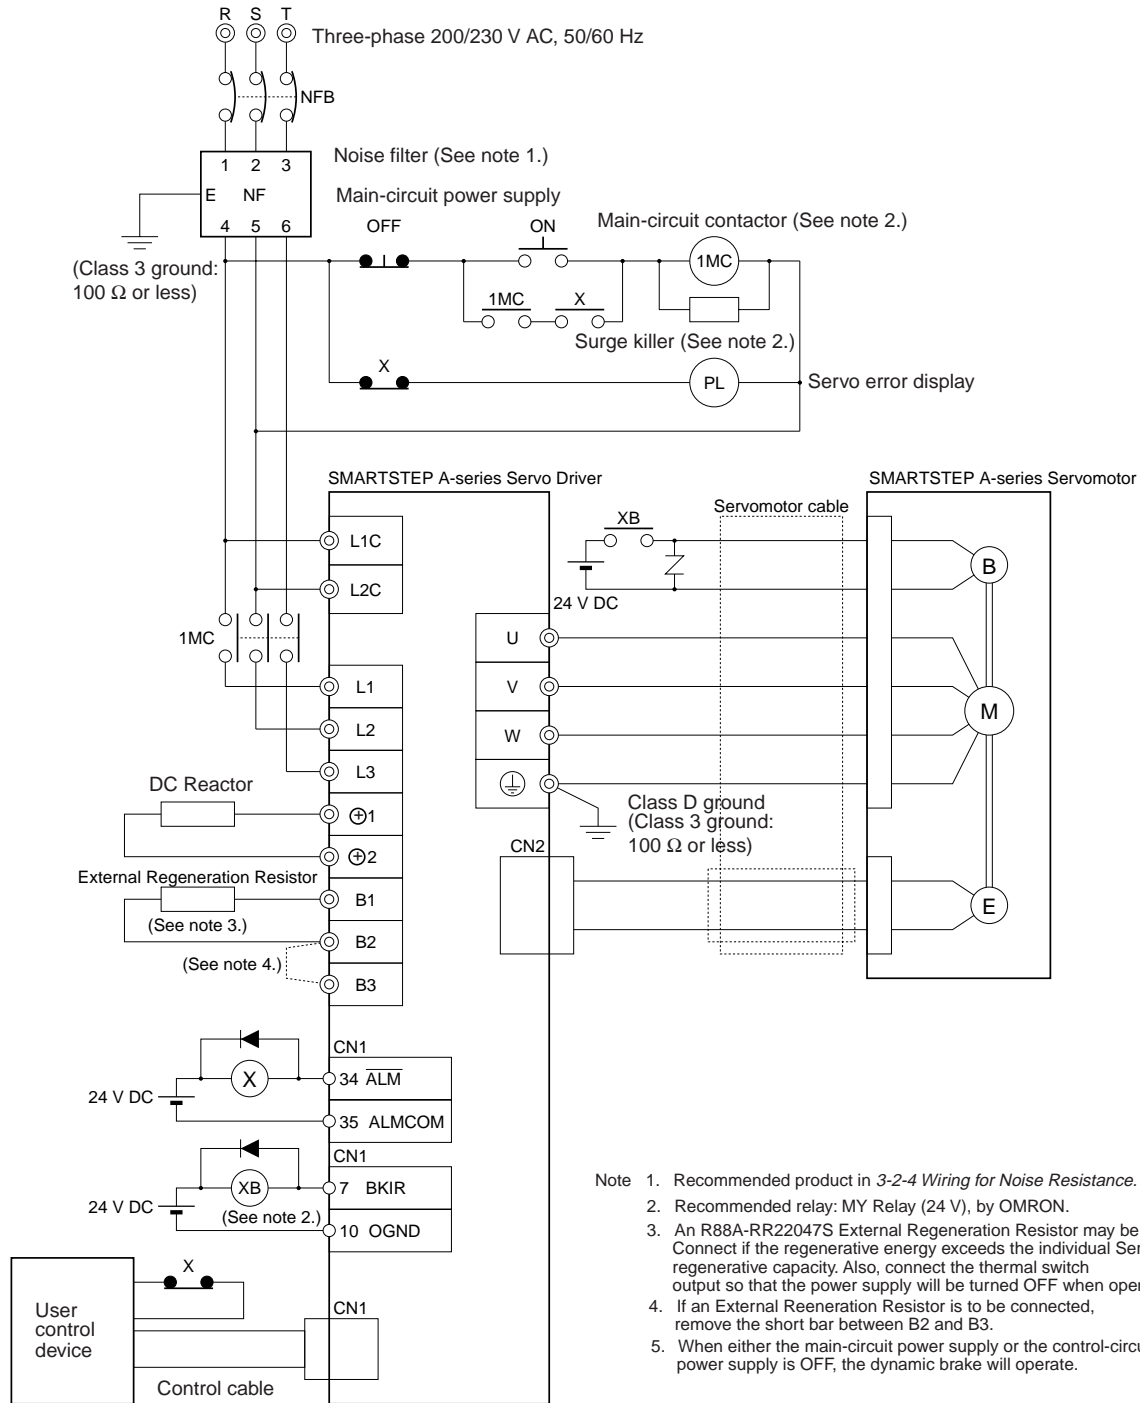 R S T
Three-phase 200/230 V AC, 50/60 Hz
NFB
Noise filter (See note 1.)
1 2 3
E NF
4 5 6
Main-circuit power supply
OFF
ON
Main-circuit contactor (See note 2.)
(Class 3 ground:
100 Ω or less)
1MC
1MC
X
Surge killer (See note 2.)
X
PL
Servo error display
SMARTSTEP A-series Servo Driver
SMARTSTEP A-series Servomotor
Servomotor cable
XB
24 V DC
L1C
L2C
1MC
L1
L2
L3
⊕1
⊕2
B1
B2
B3
DC Reactor
External Regeneration Resistor
(See note 3.)
(See note 4.)
U
V
W
Class D ground
(Class 3 ground:
100 Ω or less)
CN2
B
M
E
CN1
X
24 V DC
34 A̅L̅M̅
35 ALMCOM
CN1
XB
24 V DC
(See note 2.)
7 BKIR
10 OGND
X
User
control
device
CN1
Control cable
Note 1. Recommended product in 3-2-4 Wiring for Noise Resistance.
2. Recommended relay: MY Relay (24 V), by OMRON.
3. An R88A-RR22047S External Regeneration Resistor may be
Connect if the regenerative energy exceeds the individual
regenerative capacity. Also, connect the thermal switch
output so that the power supply will be turned OFF when
4. If an External Reeneration Resistor is to be connected,
remove the short bar between B2 and B3.
5. When either the main-circuit power supply or the
power supply is OFF, the dynamic brake will operate.